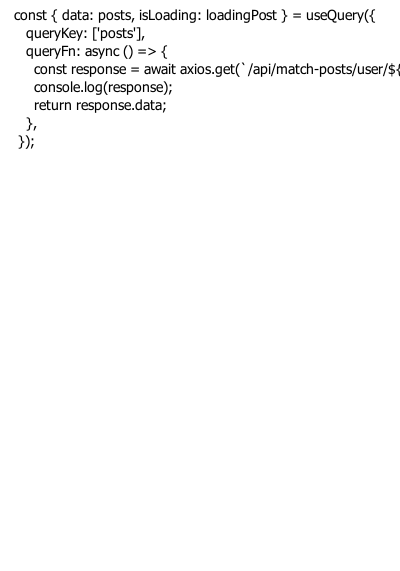 const { data: posts, isLoading: loadingPost } = useQuery({
queryKey: ['posts'],
queryFn: async () => {
const response = await axios.get(`/api/match-posts/user/${
console.log(response);
return response.data;
},
});